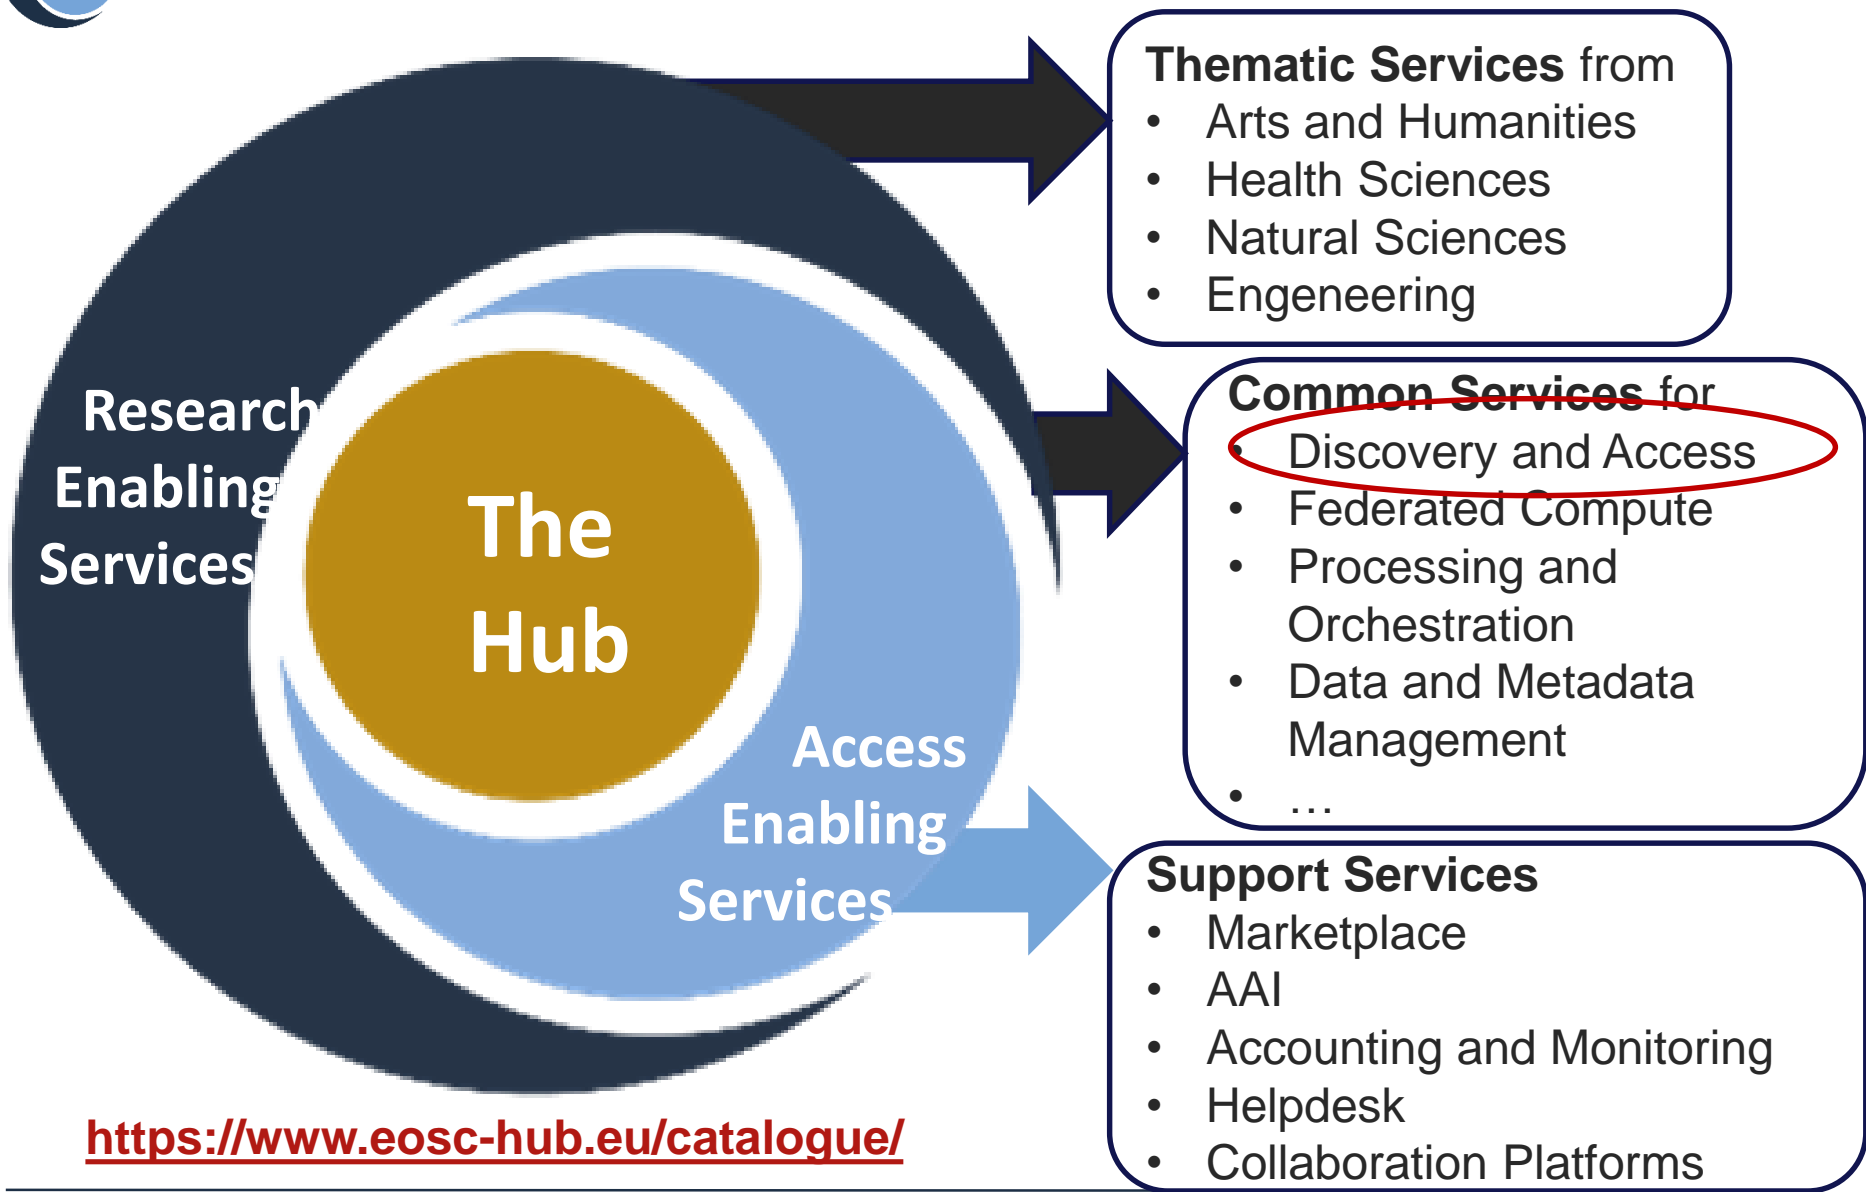 Thematic Services from
• Arts and Humanities
• Health Sciences
• Natural Sciences
• Engeneering
Research
Enabling
Services
The
Hub
Access
Enabling
Services
Common Services for
• Discovery and Access
• Federated Compute
• Processing and
Orchestration
• Data and Metadata
Management
• …
Support Services
• Marketplace
• AAI
• Accounting and Monitoring
• Helpdesk
• Collaboration Platforms
https://www.eosc-hub.eu/catalogue/